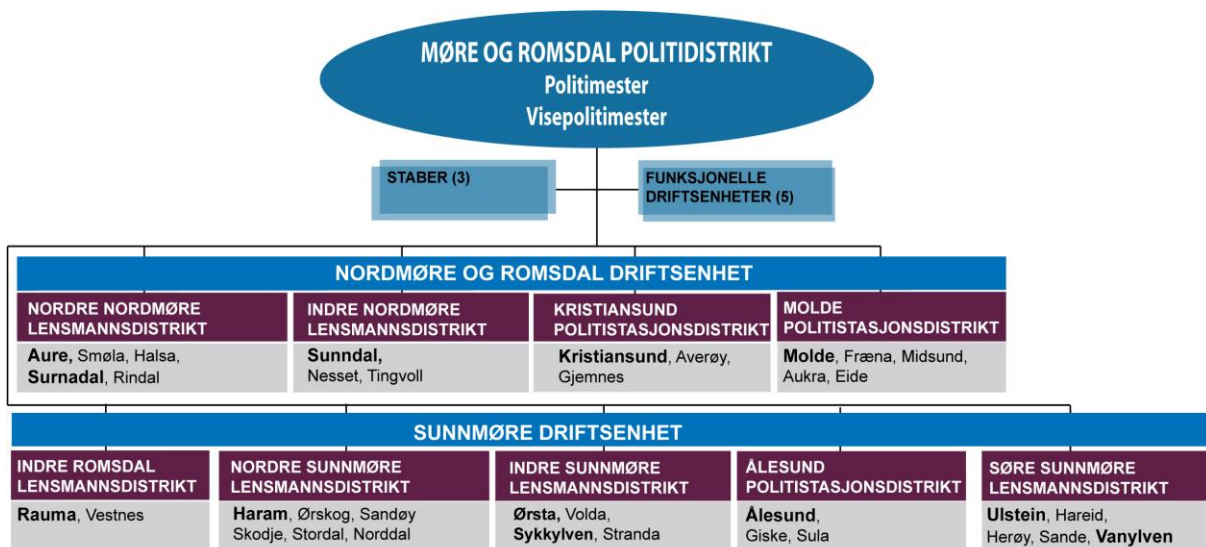 MØRE OG ROMSDAL POLITIDISTRIKT
Politimester
Visepolitimester
STABER (3)
FUNKSJONELLE
DRIFTSENHETER (5)
NORDMØRE OG ROMSDAL DRIFTSENHET
NORDRE NORDMØRE
LENSMANNSDISTRIKT
Aure, Smøla, Halsa,
Surnadal, Rindal
INDRE NORDMØRE
LENSMANNSDISTRIKT
Sunndal,
Nesset, Tingvoll
KRISTIANSUND
POLITISTASJONSDISTRIKT
Kristiansund, Averøy,
Gjemnes
MOLDE
POLITISTASJONSDISTRIKT
Molde, Fræna, Midsund,
Aukra, Eide
SUNNMØRE DRIFTSENHET
INDRE ROMSDAL
LENSMANNSDISTRIKT
Rauma, Vestnes
NORDRE SUNNMØRE
LENSMANNSDISTRIKT
Haram, Ørskog, Sandøy
Skodje, Stordal, Norddal
INDRE SUNNMØRE
LENSMANNSDISTRIKT
Ørsta, Volda,
Sykkylven, Stranda
ÅLESUND
POLITISTASJONSDISTRIKT
Ålesund,
Giske, Sula
SØRE SUNNMØRE
LENSMANNSDISTRIKT
Ulstein, Hareid,
Herøy, Sande, Vanylven